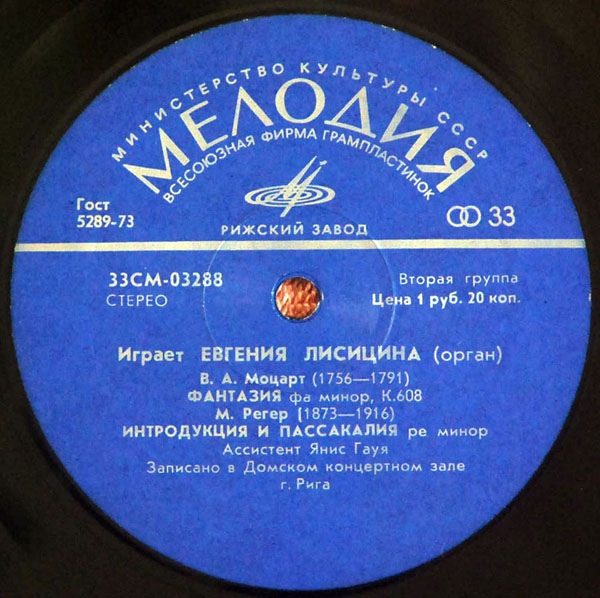 МИНИСТЕРСТВО КУЛЬТУРЫ СССР
МЕЛОДИЯ
ВСЕСОЮЗНАЯ ФИРМА ГРАМПЛАСТИНОК
Гост
5289-73
РИЖСКИЙ ЗАВОД
33
33СМ-03288
СТЕРЕО
Вторая группа
Цена 1 руб. 20 коп.
Играет ЕВГЕНИЯ ЛИСИЦИНА (орган)
В. А. Моцарт (1756—1791)
ФАНТАЗИЯ фа минор, К.608
М. Регер (1873—1916)
ИНТРОДУКЦИЯ И ПАССАКАЛИЯ ре минор
Ассистент Янис Гауя
Записано в Домском концертном зале
г. Рига